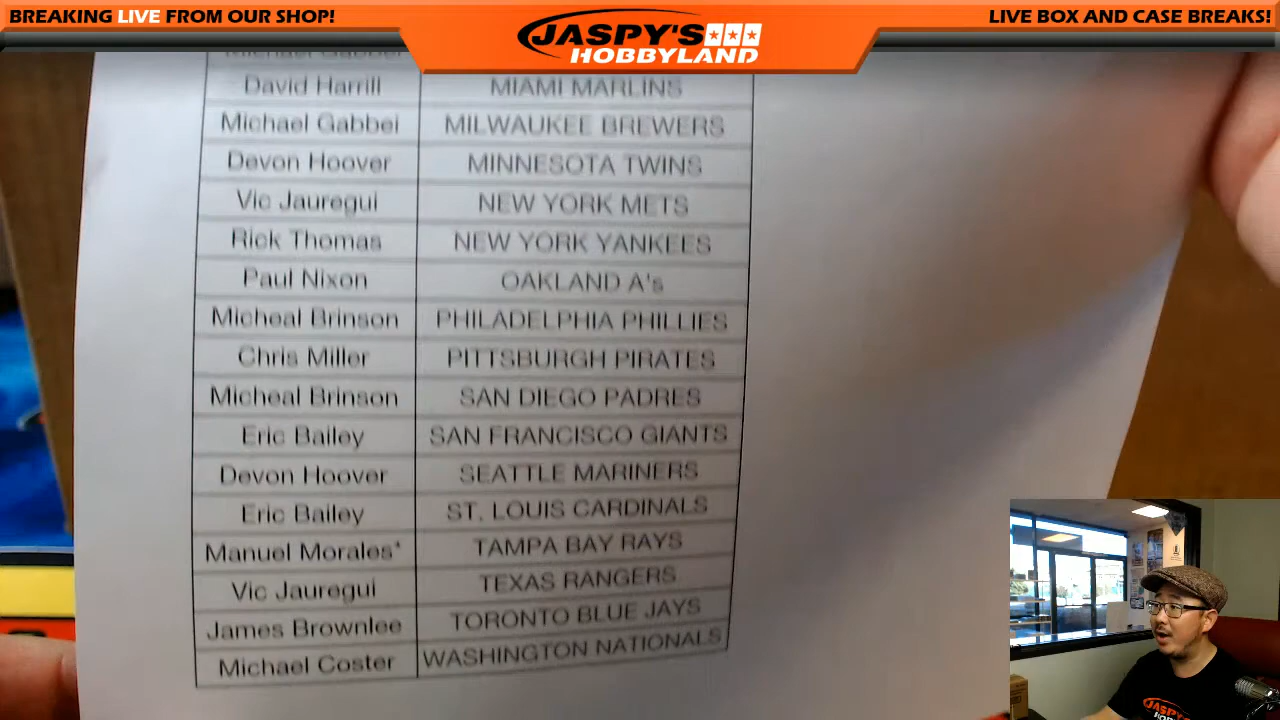 BREAKING LIVE FROM OUR SHOP!
JASPY'S
HOBBYLAND
LIVE BOX AND CASE BREAKS!
David Harrill MIAMI MARLINS
Michael Gabbei MILWAUKEE BREWERS
Devon Hoover MINNESOTA TWINS
Vic Jauregui NEW YORK METS
Rick Thomas NEW YORK YANKEES
Paul Nixon OAKLAND A's
Micheal Brinson PHILADELPHIA PHILLIES
Chris Miller PITTSBURGH PIRATES
Micheal Brinson SAN DIEGO PADRES
Eric Bailey SAN FRANCISCO GIANTS
Devon Hoover SEATTLE MARINERS
Eric Bailey ST. LOUIS CARDINALS
Manuel Morales* TAMPA BAY RAYS
Vic Jauregui TEXAS RANGERS
James Brownlee TORONTO BLUE JAYS
Michael Coster WASHINGTON NATIONALS
JASPY'S